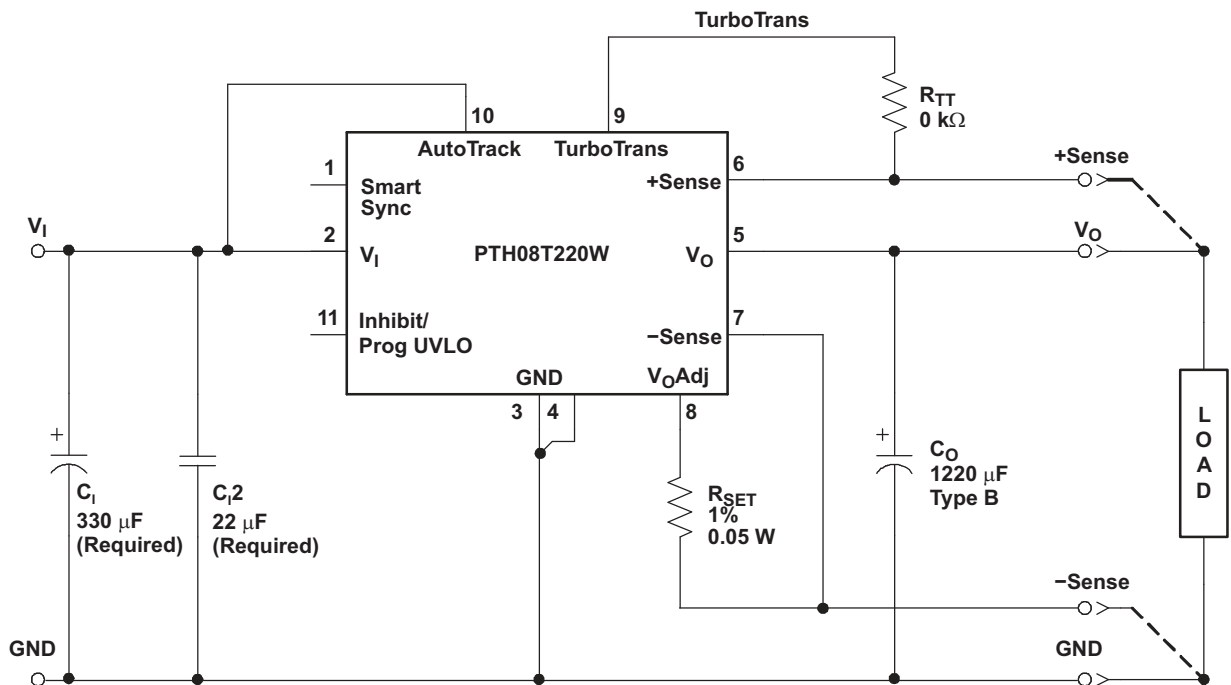 TurboTrans
R_TT
0 kΩ
10
9
AutoTrack
TurboTrans
6
+Sense
+Sense
1
Smart
Sync
V_I
2
V_I
PTH08T220W
5
V_O
V_O
11
Inhibit/
Prog UVLO
7
−Sense
GND
V_OAdj
3
4
8
+
C_I
330 μF
(Required)
C_I2
22 μF
(Required)
R_SET
1%
0.05 W
+
C_O
1220 μF
Type B
L
O
A
D
−Sense
GND
GND